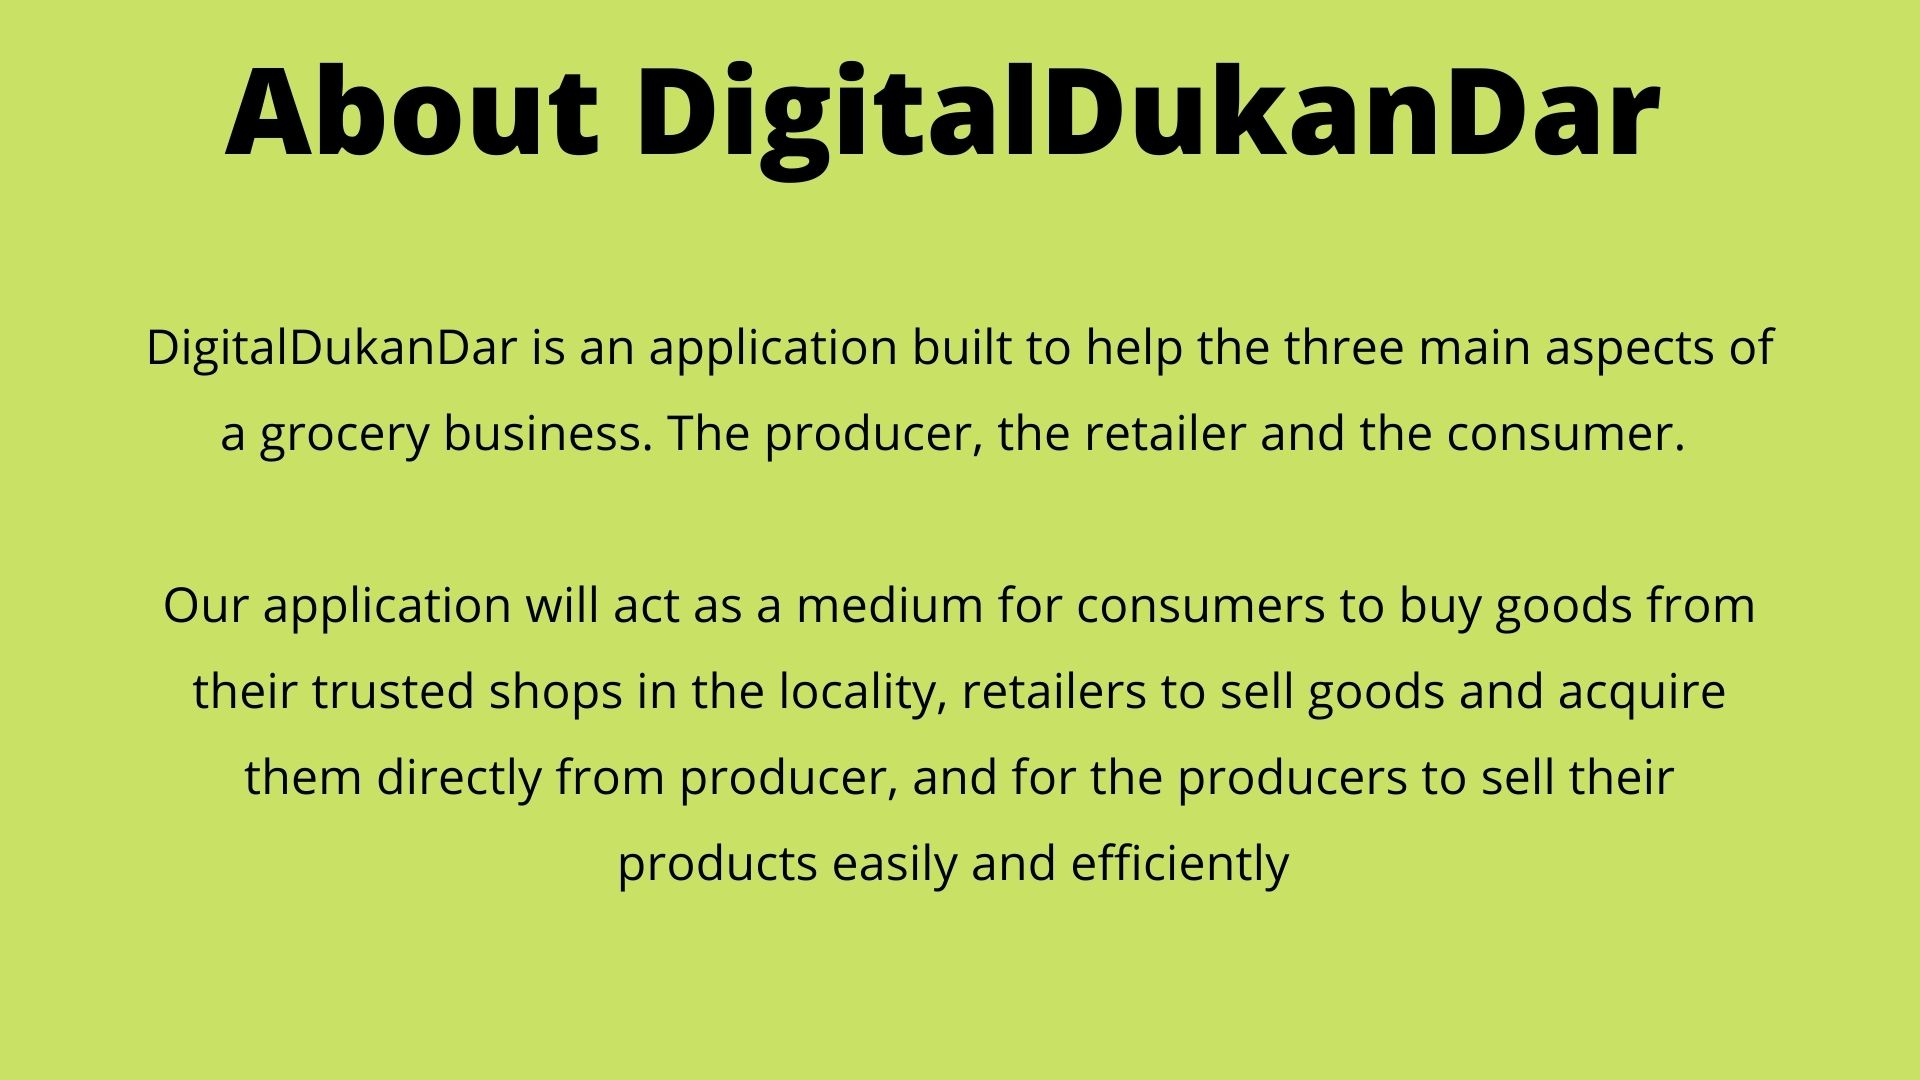 About DigitalDukanDar
DigitalDukanDar is an application built to help the three main aspects of
a grocery business. The producer, the retailer and the consumer.
Our application will act as a medium for consumers to buy goods from
their trusted shops in the locality, retailers to sell goods and acquire
them directly from producer, and for the producers to sell their
products easily and efficiently